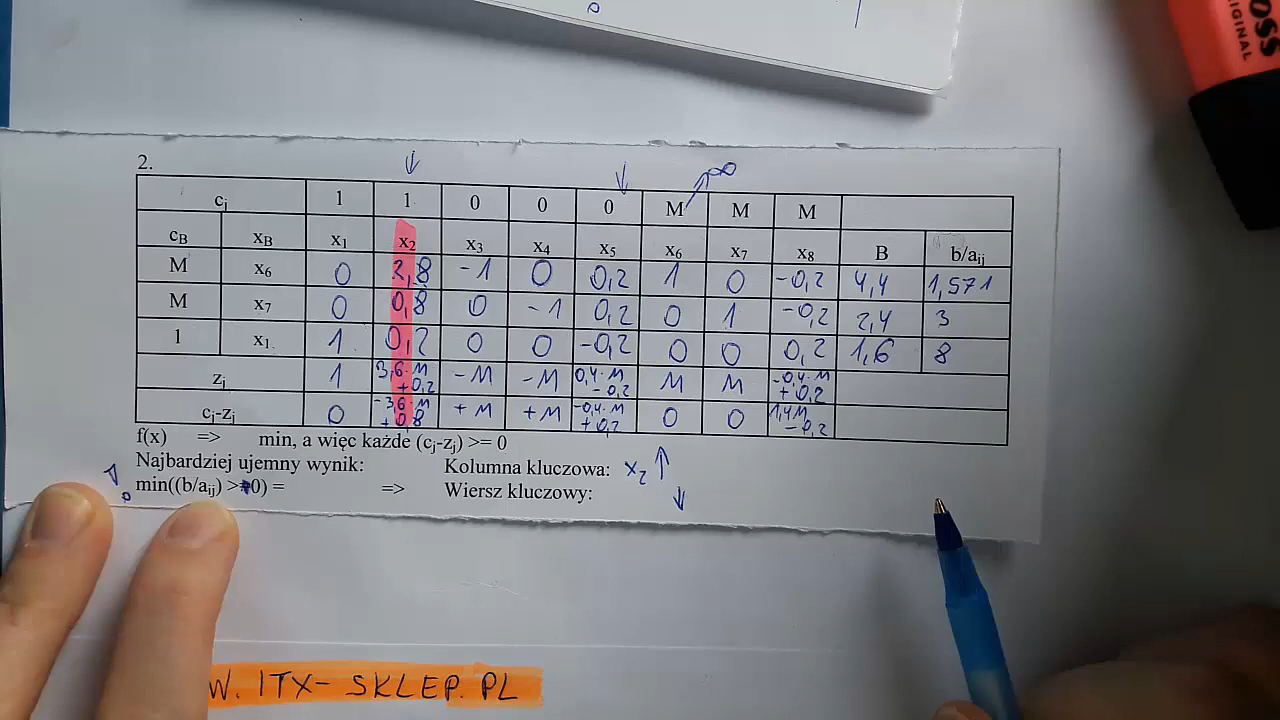 OSS
ORIGINAL
2.
cj 1 1 0 0 0 M ∞ M M
cB xB x1 x2 x3 x4 x5 x6 x7 x8 B b/aij
M x6 0 2,8 -1 0 0,2 1 0 -0,2 4,4 1,571
M x7 0 0,8 0 -1 0,2 0 1 -0,2 2,4 3
1 x1 1 0,2 0 0 -0,2 0 0 0,2 1,6 8
zj 1 3,6·M +0,2 -M -M 0,4·M -0,2 M M -0,4·M +0,2
cj-zj 0 -3,6·M +0,8 +M +M -0,4·M +0,2 0 0 1,4M -0,2
f(x) => min, a więc każde (cj-zj) >= 0
Najbardziej ujemny wynik: Kolumna kluczowa: x2 ↑
min((b/aij) > 0) = => Wiersz kluczowy: ↓
W. ITX-SKLEP.PL